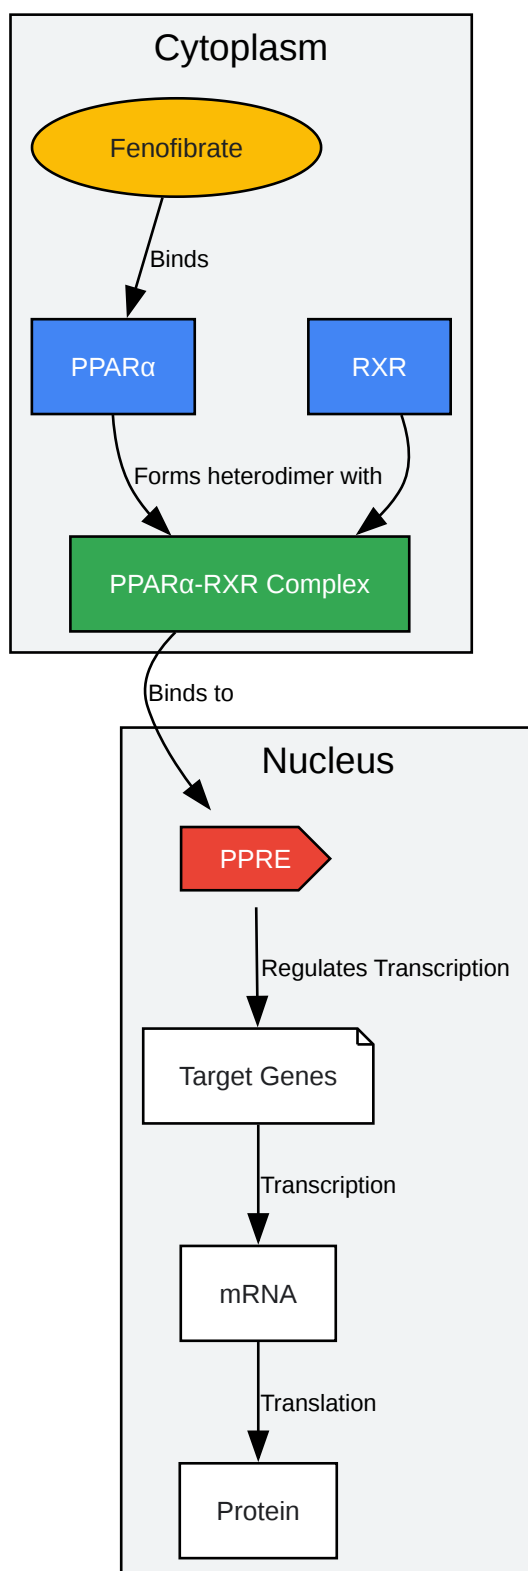 Cytoplasm
Fenofibrate
Binds
PPARα
RXR
Forms heterodimer with
PPARα-RXR Complex
Binds to
Nucleus
PPRE
Regulates Transcription
Target Genes
Transcription
mRNA
Translation
Protein